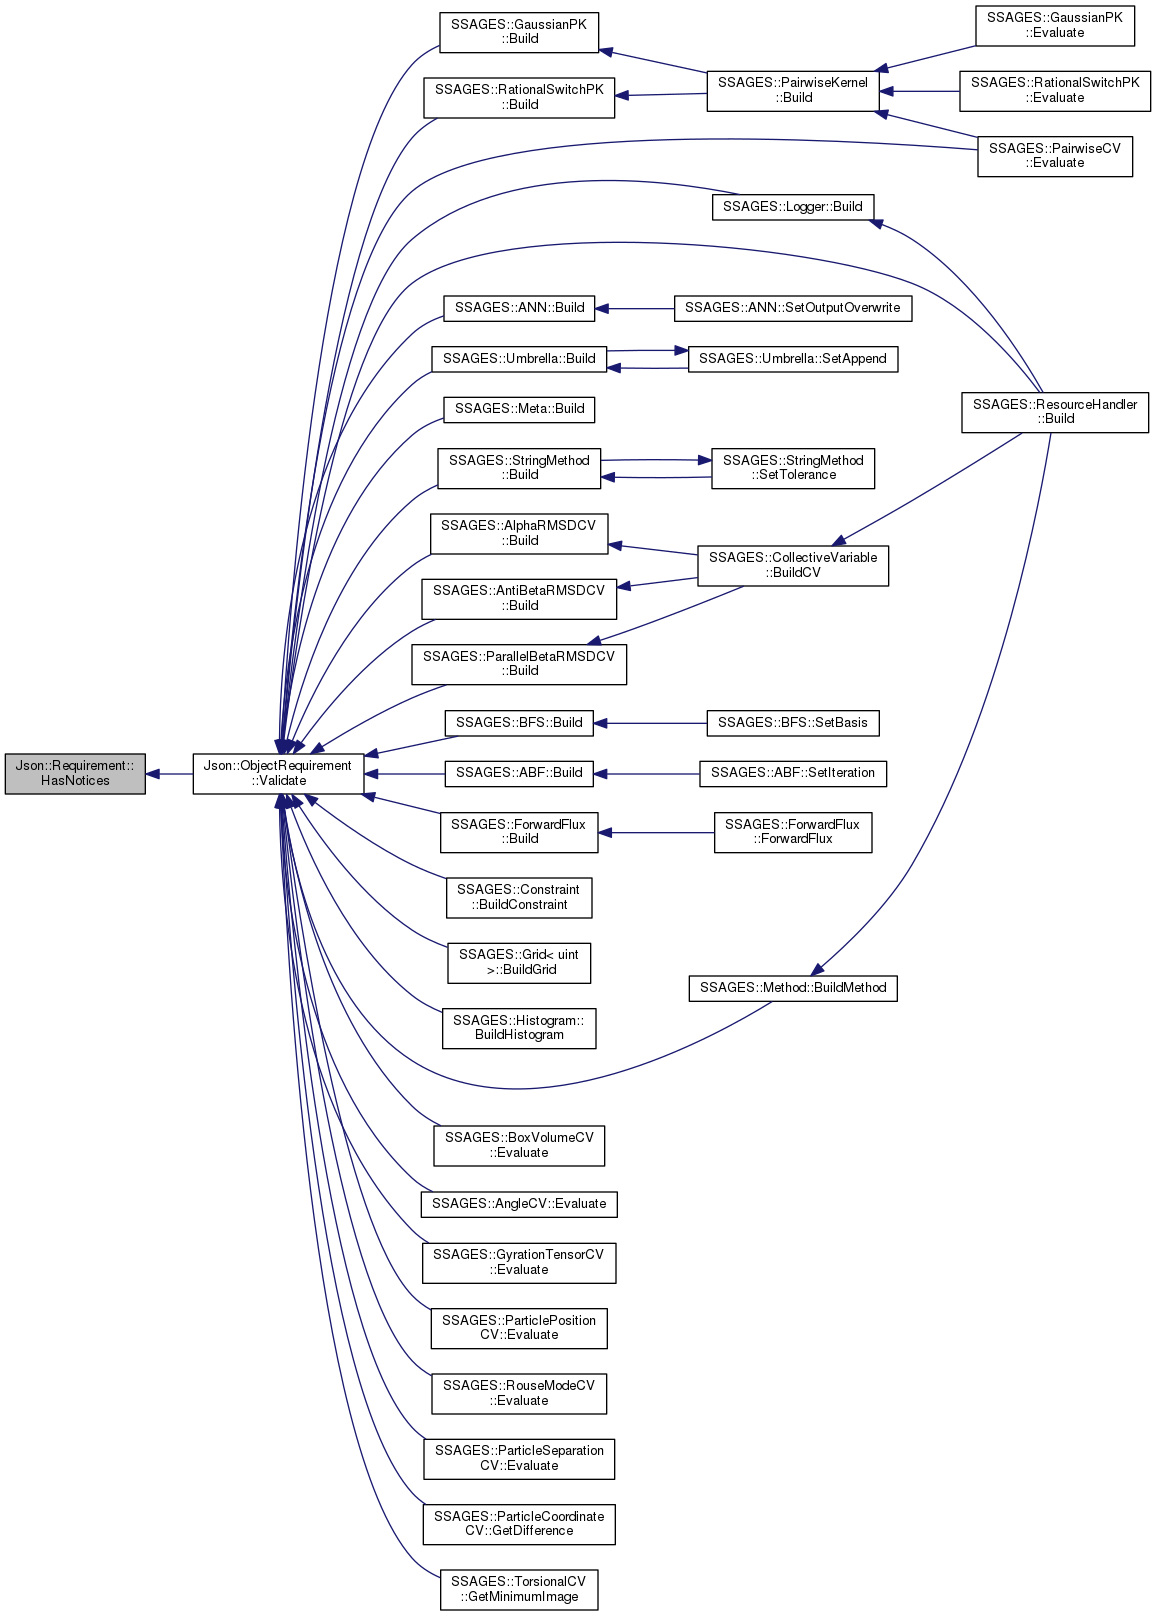 SSAGES::GaussianPK
::Build
SSAGES::GaussianPK
::Evaluate
SSAGES::RationalSwitchPK
::Build
SSAGES::PairwiseKernel
::Build
SSAGES::RationalSwitchPK
::Evaluate
SSAGES::PairwiseCV
::Evaluate
SSAGES::Logger::Build
SSAGES::ANN::Build
SSAGES::ANN::SetOutputOverwrite
SSAGES::Umbrella::Build
SSAGES::Umbrella::SetAppend
SSAGES::Meta::Build
SSAGES::ResourceHandler
::Build
SSAGES::StringMethod
::Build
SSAGES::StringMethod
::SetTolerance
SSAGES::AlphaRMSDCV
::Build
SSAGES::CollectiveVariable
::BuildCV
SSAGES::AntiBetaRMSDCV
::Build
SSAGES::ParallelBetaRMSDCV
::Build
SSAGES::BFS::Build
SSAGES::BFS::SetBasis
Json::Requirement::
HasNotices
Json::ObjectRequirement
::Validate
SSAGES::ABF::Build
SSAGES::ABF::SetIteration
SSAGES::ForwardFlux
::Build
SSAGES::ForwardFlux
::ForwardFlux
SSAGES::Constraint
::BuildConstraint
SSAGES::Grid< uint
>::BuildGrid
SSAGES::Method::BuildMethod
SSAGES::Histogram::
BuildHistogram
SSAGES::BoxVolumeCV
::Evaluate
SSAGES::AngleCV::Evaluate
SSAGES::GyrationTensorCV
::Evaluate
SSAGES::ParticlePosition
CV::Evaluate
SSAGES::RouseModeCV
::Evaluate
SSAGES::ParticleSeparation
CV::Evaluate
SSAGES::ParticleCoordinate
CV::GetDifference
SSAGES::TorsionalCV
::GetMinimumImage